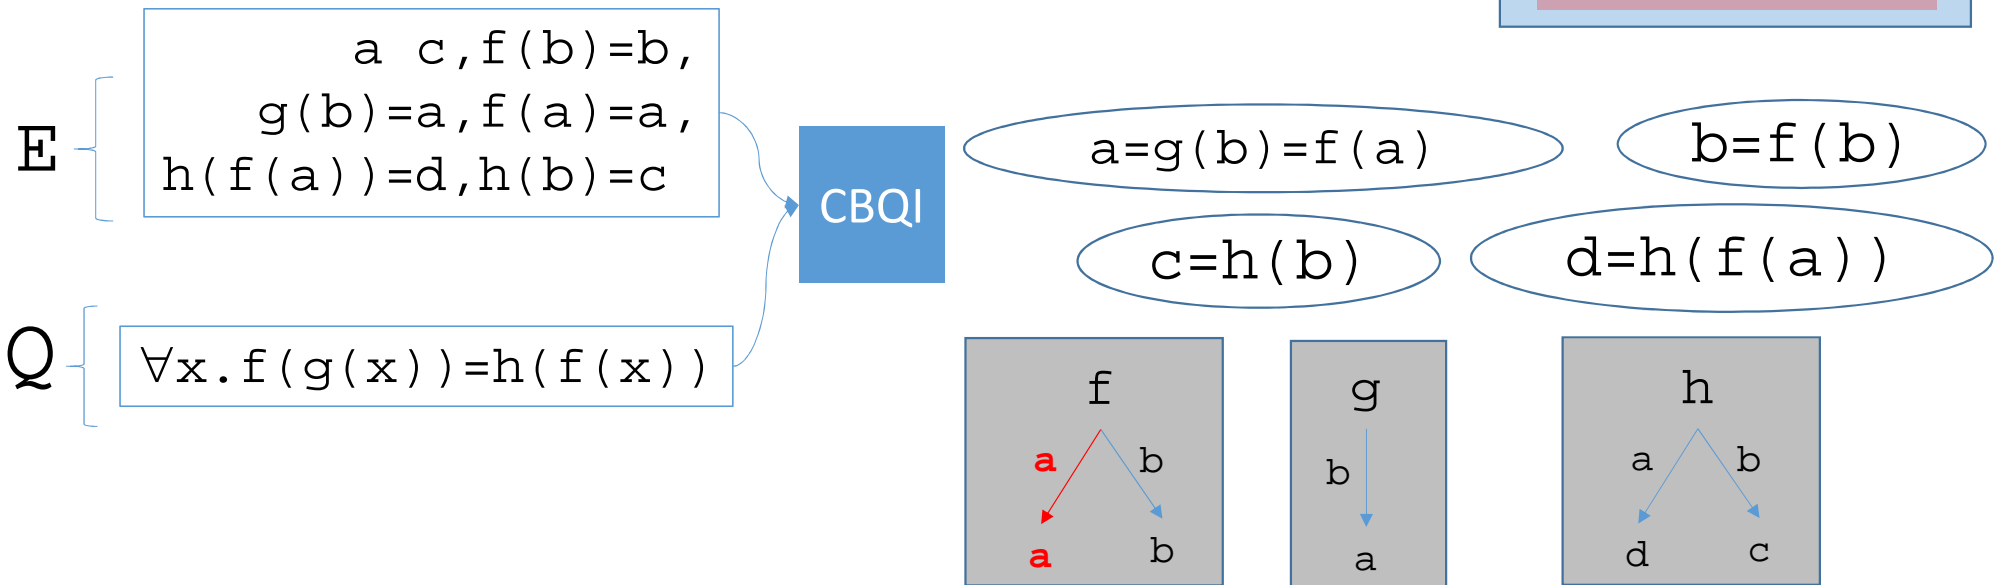 a c,f(b)=b,
g(b)=a,f(a)=a,
h(f(a))=d,h(b)=c
E
CBQI
a=g(b)=f(a)
b=f(b)
c=h(b)
d=h(f(a))
Q
∀x.f(g(x))=h(f(x))
f
a b
a b
g
b
a
h
a b
d c